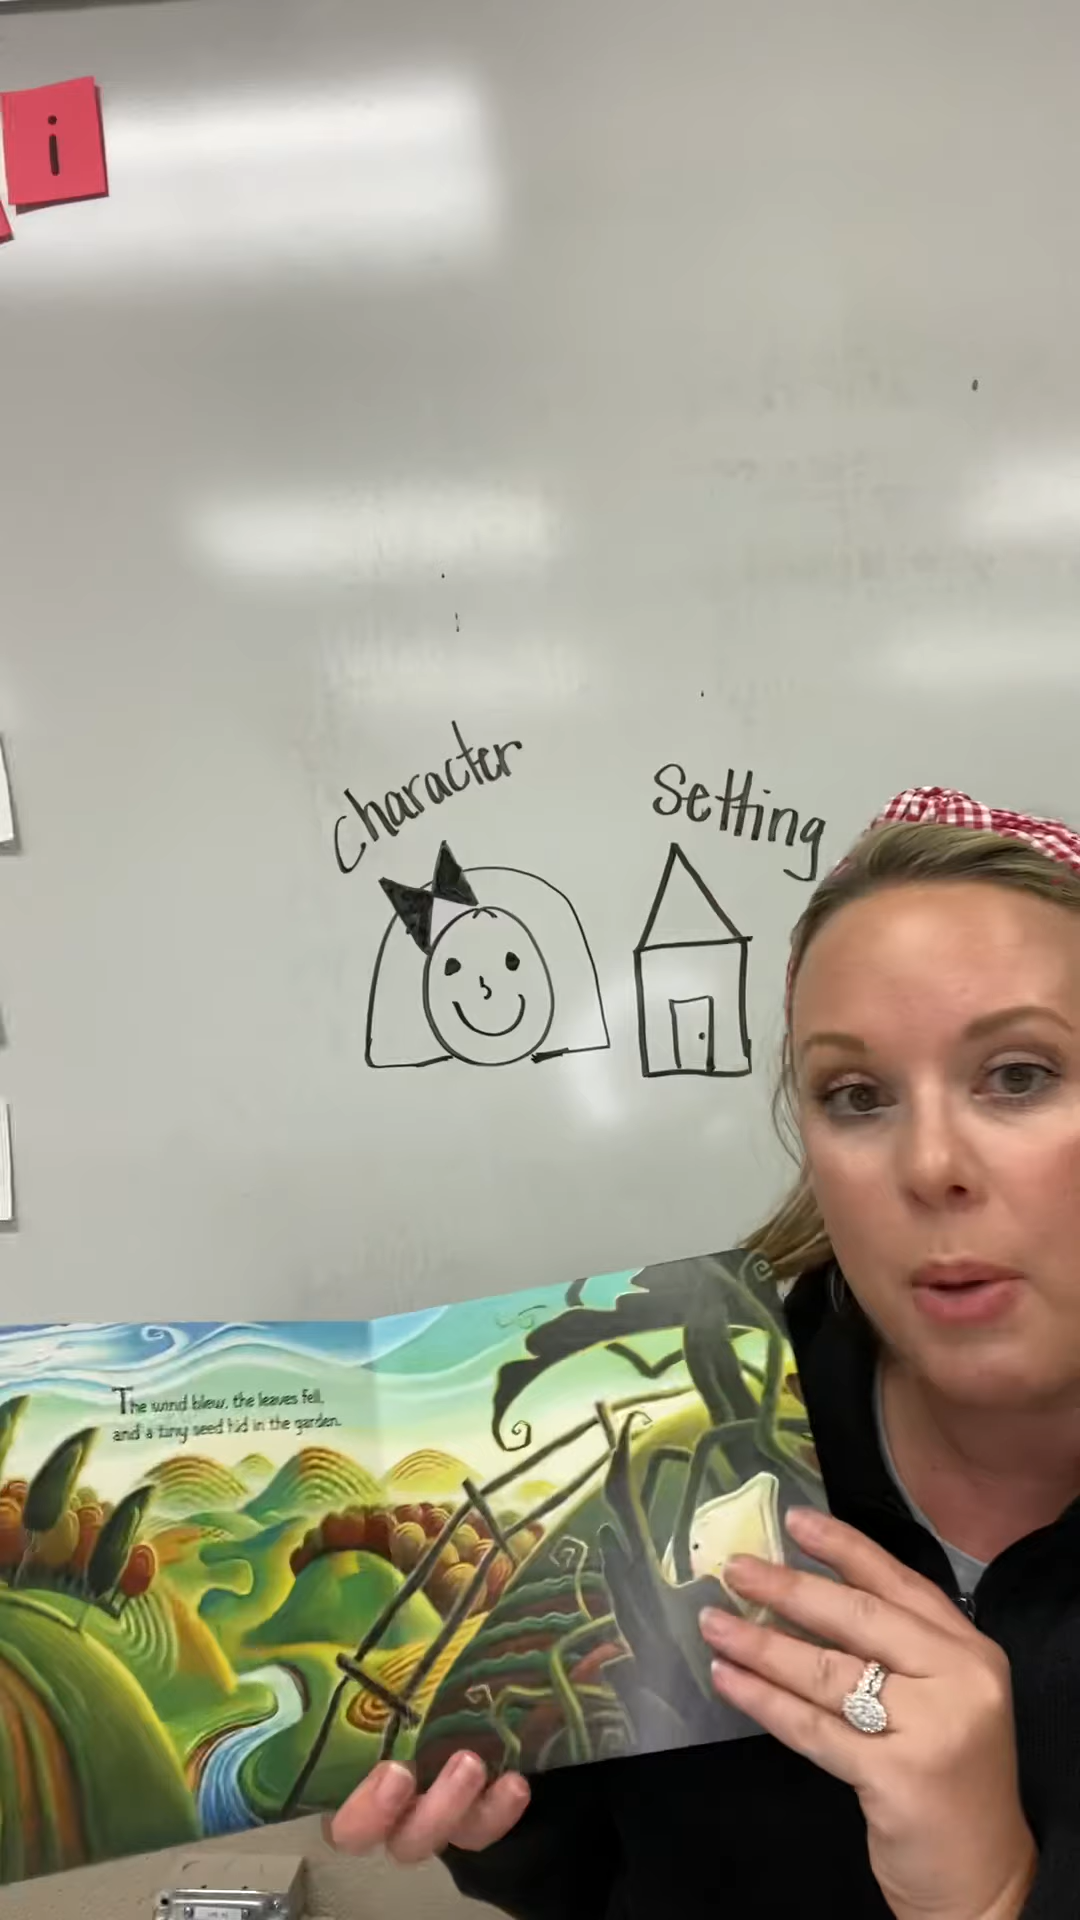 i
character
Setting
The wind blew, the leaves fell,
and a tiny seed hid in the garden.